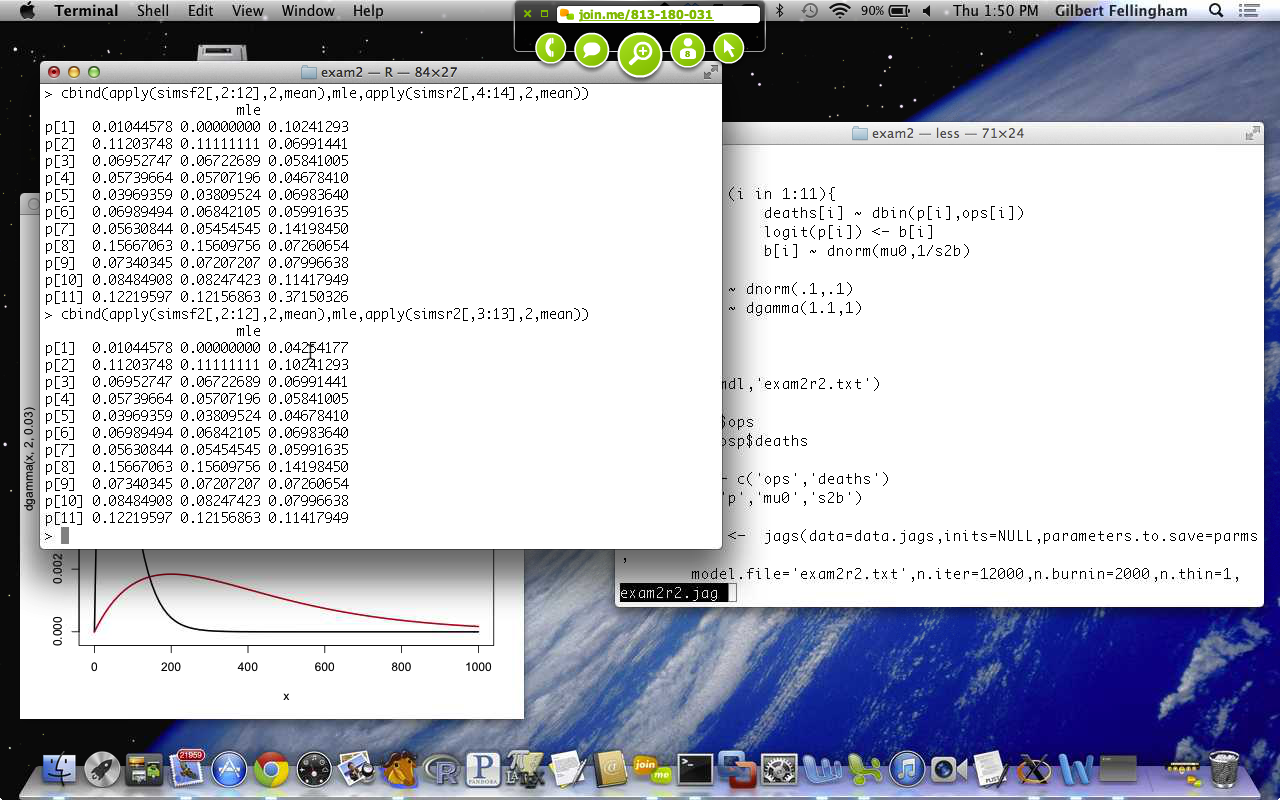 Terminal Shell Edit View Window Help
join.me/813-180-031
90% Thu 1:50 PM Gilbert Fellingham
exam2 — R — 84×27
> cbind(apply(simsf2[,2:12],2,mean),mle,apply(simsr2[,4:14],2,mean))
mle
p[1] 0.01044578 0.00000000 0.10241293
p[2] 0.11203748 0.11111111 0.06991441
p[3] 0.06952747 0.06722689 0.05841005
p[4] 0.05739664 0.05707196 0.04678410
p[5] 0.03969359 0.03809524 0.06983640
p[6] 0.06989494 0.06842105 0.05991635
p[7] 0.05630844 0.05454545 0.14198450
p[8] 0.15667063 0.15609756 0.07260654
p[9] 0.07340345 0.07207207 0.07996638
p[10] 0.08484908 0.08247423 0.11417949
p[11] 0.12219597 0.12156863 0.37150326
> cbind(apply(simsf2[,2:12],2,mean),mle,apply(simsr2[,3:13],2,mean))
mle
p[1] 0.01044578 0.00000000 0.04254177
p[2] 0.11203748 0.11111111 0.10241293
p[3] 0.06952747 0.06722689 0.06991441
p[4] 0.05739664 0.05707196 0.05841005
p[5] 0.03969359 0.03809524 0.04678410
p[6] 0.06989494 0.06842105 0.06983640
p[7] 0.05630844 0.05454545 0.05991635
p[8] 0.15667063 0.15609756 0.14198450
p[9] 0.07340345 0.07207207 0.07260654
p[10] 0.08484908 0.08247423 0.07996638
p[11] 0.12219597 0.12156863 0.11417949
>
exam2 — less — 71×24
(i in 1:11){
deaths[i] ~ dbin(p[i],ops[i])
logit(p[i]) <- b[i]
b[i] ~ dnorm(mu0,1/s2b)
~ dnorm(.1,.1)
~ dgamma(1.1,1)
mdl,'exam2r2.txt')
$ops
osp$deaths
- c('ops','deaths')
'p','mu0','s2b')
<- jags(data=data.jags,inits=NULL,parameters.to.save=parms
,
model.file='exam2r2.txt',n.iter=12000,n.burnin=2000,n.thin=1,
exam2r2.jag
dgamma(x, 2, 0.03)
0.002
0.000
0 200 400 600 800 1000
x
21959
join me